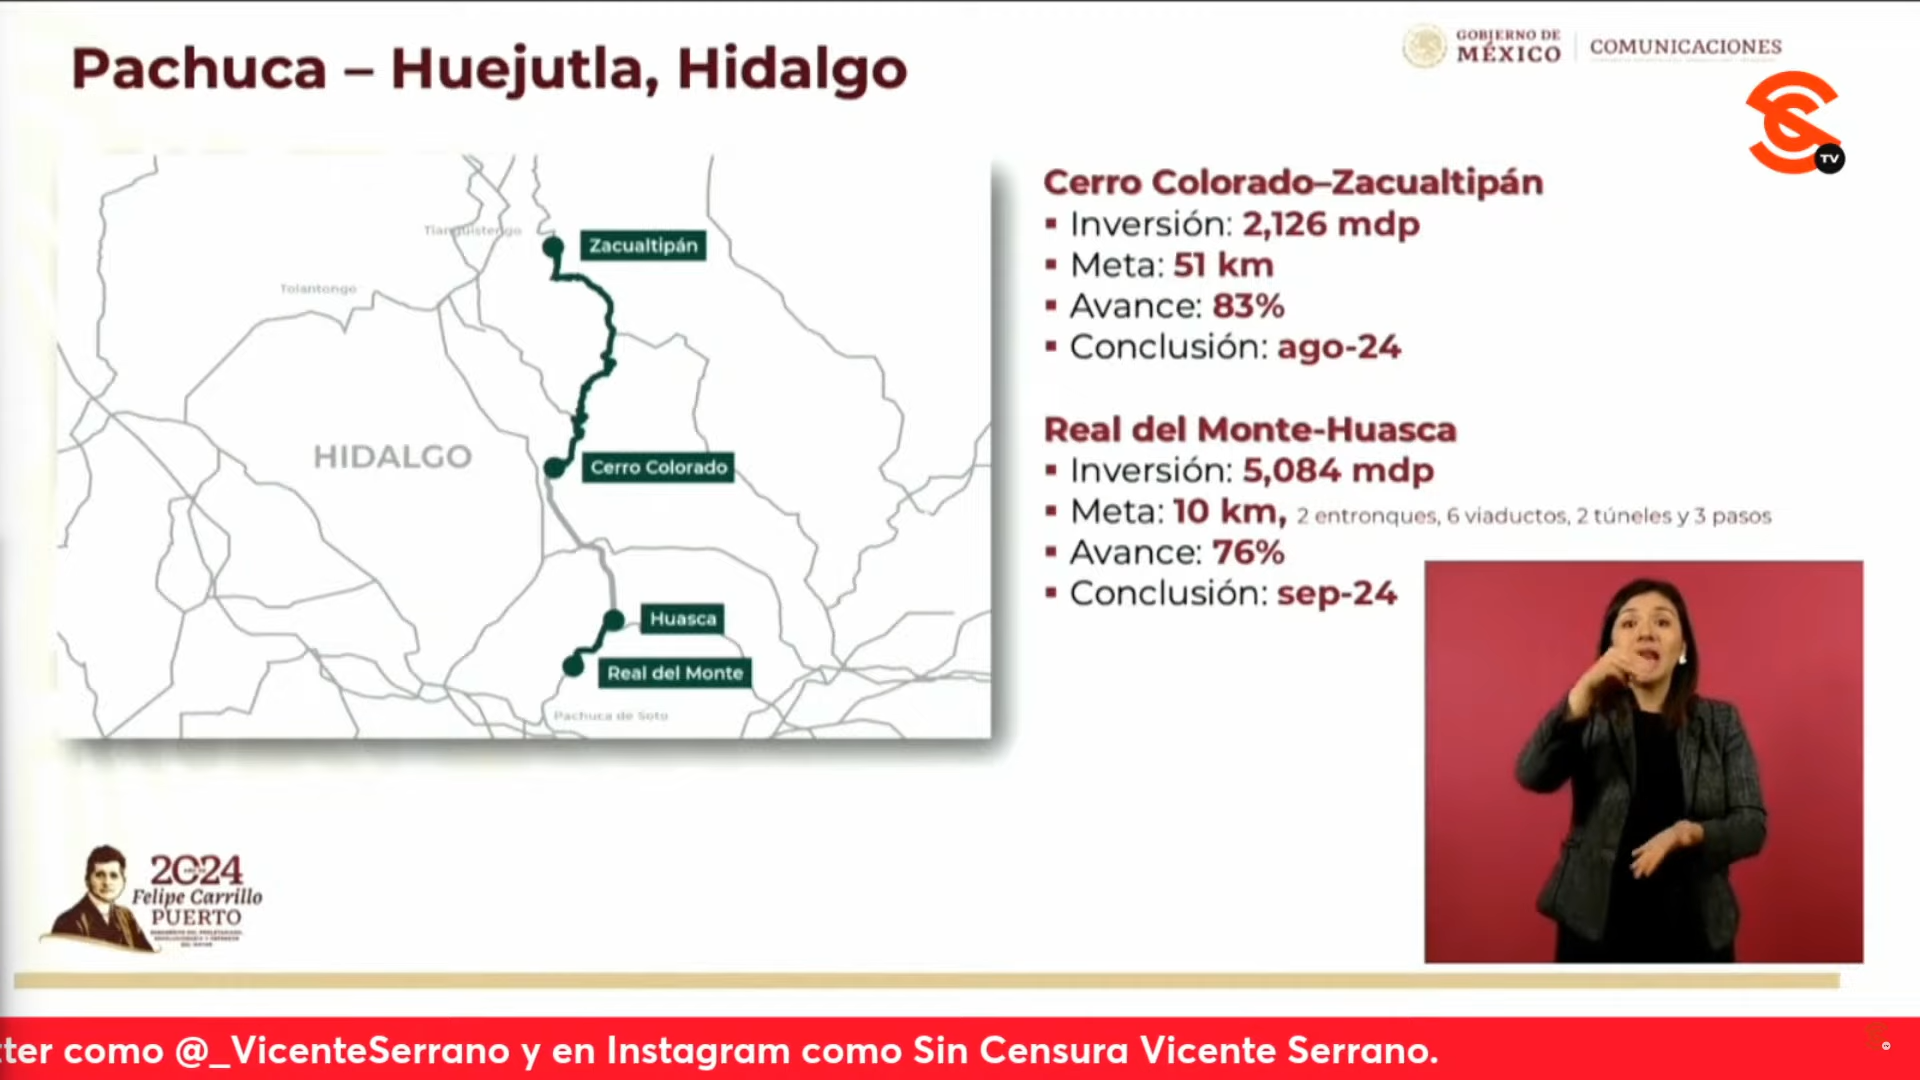 Pachuca – Huejutla, Hidalgo
GOBIERNO DE
MÉXICO
COMUNICACIONES
TV
Cerro Colorado–Zacualtipán
▪ Inversión: 2,126 mdp
▪ Meta: 51 km
▪ Avance: 83%
▪ Conclusión: ago-24
Real del Monte-Huasca
▪ Inversión: 5,084 mdp
▪ Meta: 10 km, 2 entronques, 6 viaductos, 2 túneles y 3 pasos
▪ Avance: 76%
▪ Conclusión: sep-24
Tianguistengo
Zacualtipán
Tolantongo
HIDALGO
Cerro Colorado
Huasca
Real del Monte
Pachuca de Soto
2024
Felipe Carrillo
PUERTO
tter como @_VicenteSerrano y en Instagram como Sin Censura Vicente Serrano.